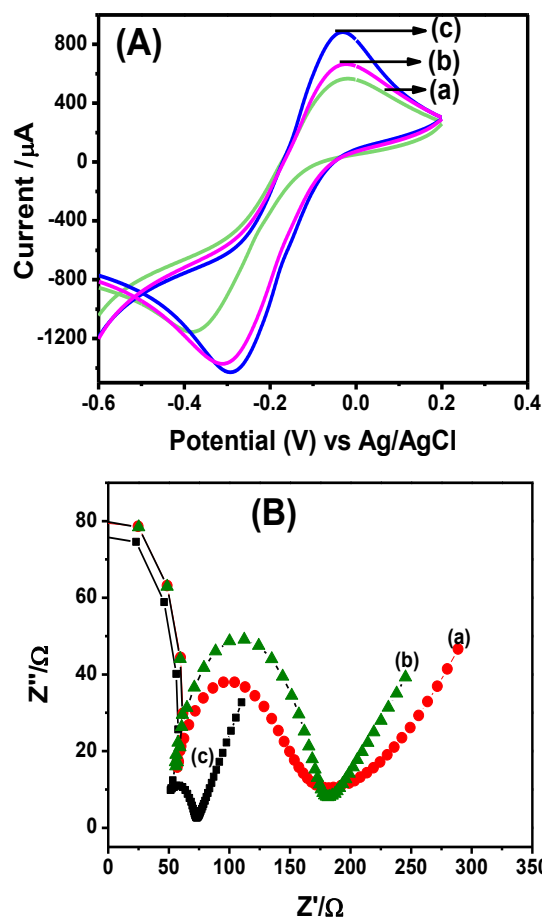 (A)
(c)
(b)
(a)
800
400
0
-400
-800
-1200
Current /μA
-0.6 -0.4 -0.2 0.0 0.2 0.4
Potential (V) vs Ag/AgCl
(B)
80
60
40
20
0
Z''/Ω
(a)
(b)
(c)
0 50 100 150 200 250 300 350
Z'/Ω